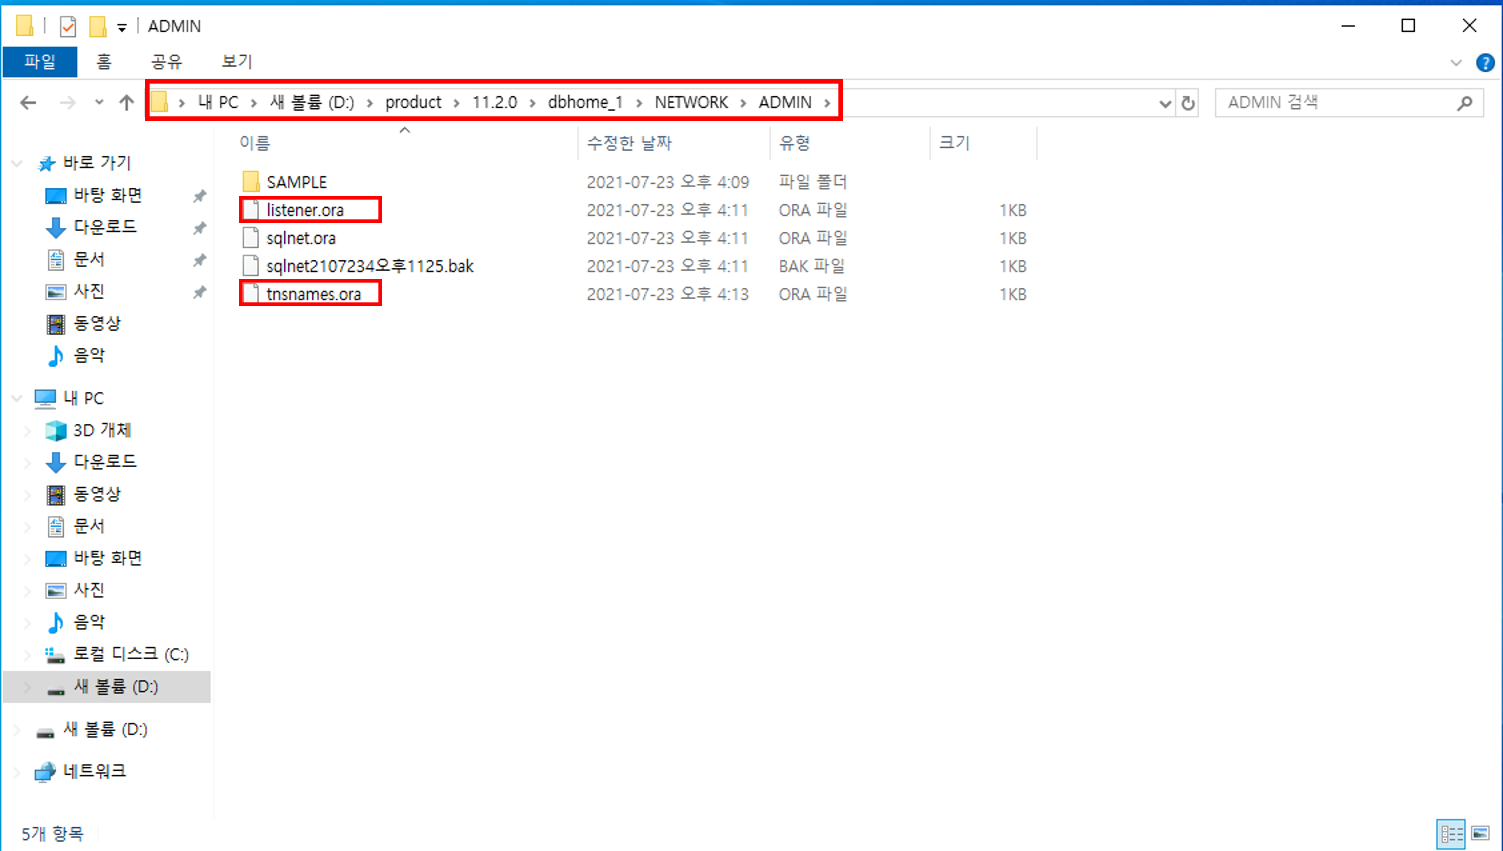 ADMIN
파일 홈 공유 보기
내 PC > 새 볼륨 (D:) > product > 11.2.0 > dbhome_1 > NETWORK > ADMIN >
ADMIN 검색
이름 수정한 날짜 유형 크기
SAMPLE 2021-07-23 오후 4:09 파일 폴더
listener.ora 2021-07-23 오후 4:11 ORA 파일 1KB
sqlnet.ora 2021-07-23 오후 4:11 ORA 파일 1KB
sqlnet2107234오후1125.bak 2021-07-23 오후 4:11 BAK 파일 1KB
tnsnames.ora 2021-07-23 오후 4:13 ORA 파일 1KB
바로 가기
바탕 화면
다운로드
문서
사진
동영상
음악
내 PC
3D 개체
다운로드
동영상
문서
바탕 화면
사진
음악
로컬 디스크 (C:)
새 볼륨 (D:)
새 볼륨 (D:)
네트워크
5개 항목